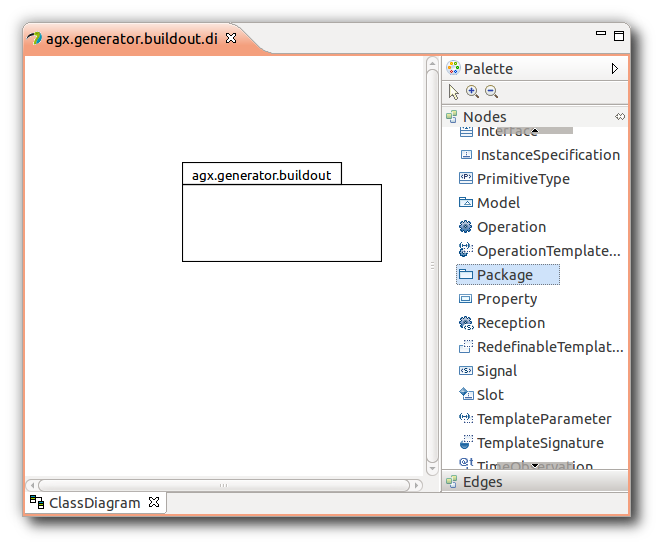 agx.generator.buildout.di
Palette
Nodes
Interface
InstanceSpecification
PrimitiveType
Model
Operation
OperationTemplate...
Package
Property
Reception
RedefinableTemplat...
Signal
Slot
TemplateParameter
TemplateSignature
TimeObservation
Edges
agx.generator.buildout
ClassDiagram